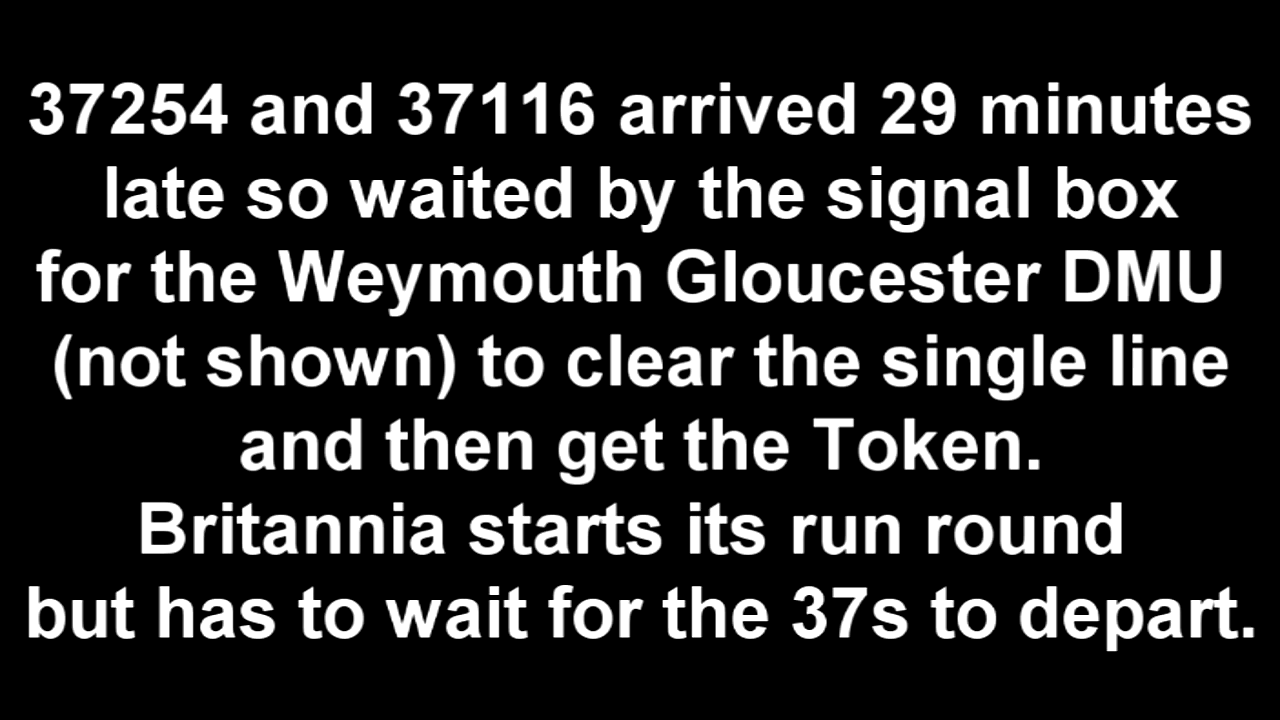 37254 and 37116 arrived 29 minutes
late so waited by the signal box
for the Weymouth Gloucester DMU
(not shown) to clear the single line
and then get the Token.
Britannia starts its run round
but has to wait for the 37s to depart.